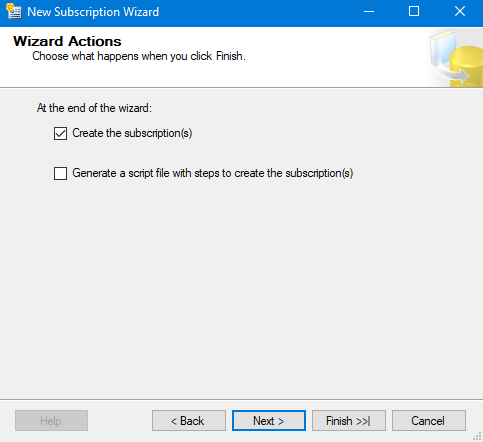 New Subscription Wizard
Wizard Actions
Choose what happens when you click Finish.
At the end of the wizard:
Create the subscription(s)
Generate a script file with steps to create the subscription(s)
Help
< Back
Next >
Finish >>|
Cancel